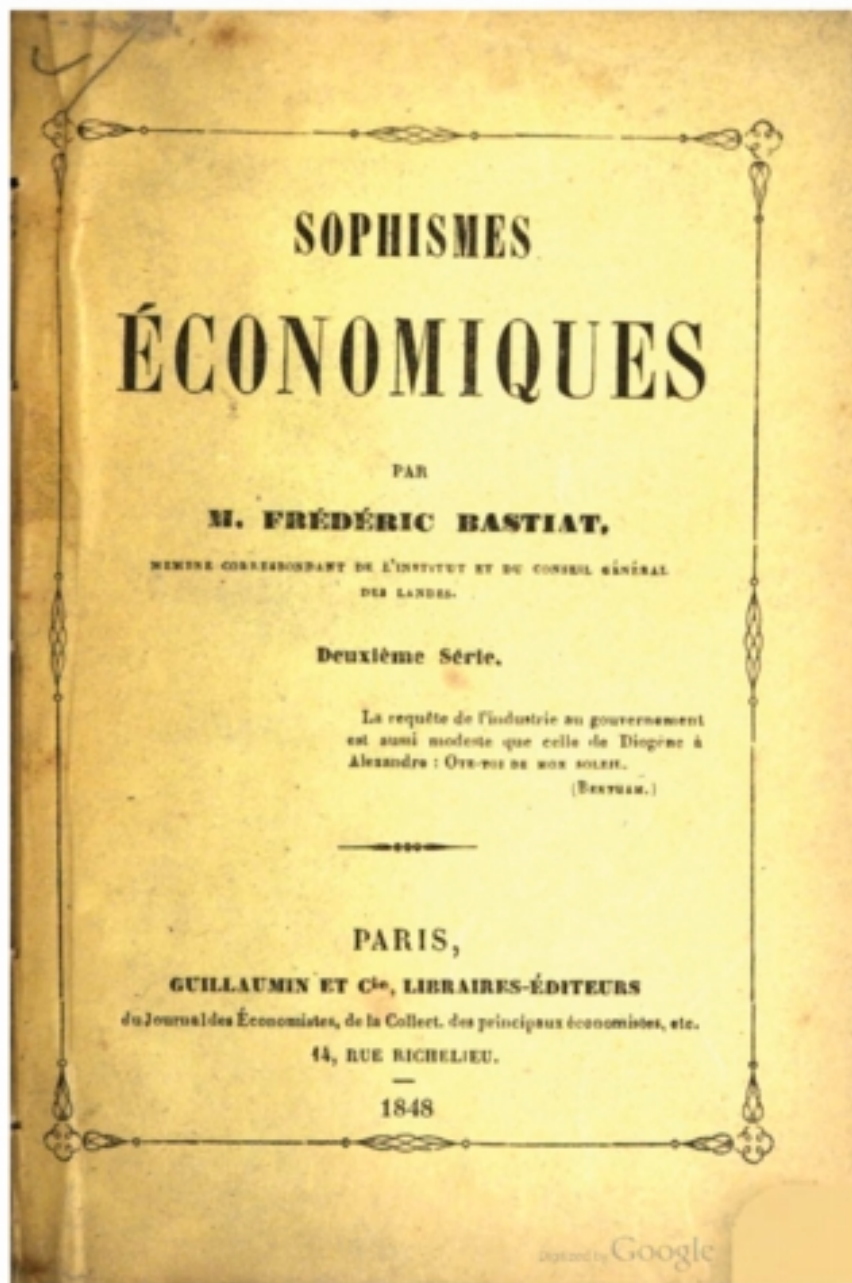 SOPHISMES
ÉCONOMIQUES
PAR
M. FRÉDÉRIC BASTIAT,
MEMBRE CORRESPONDANT DE L'INSTITUT ET DU CONSEIL GÉNÉRAL
DES LANDES.
Deuxième Série.
La requête de l'industrie au gouvernement
est aussi modeste que celle de Diogène à
Alexandre : OTE-TOI DE MON SOLEIL.
(BENTHAM.)
PARIS,
GUILLAUMIN ET Cie, LIBRAIRES-ÉDITEURS
du Journal des Économistes, de la Collect. des principaux économistes, etc.
14, RUE RICHELIEU.
1848
Digitized by Google